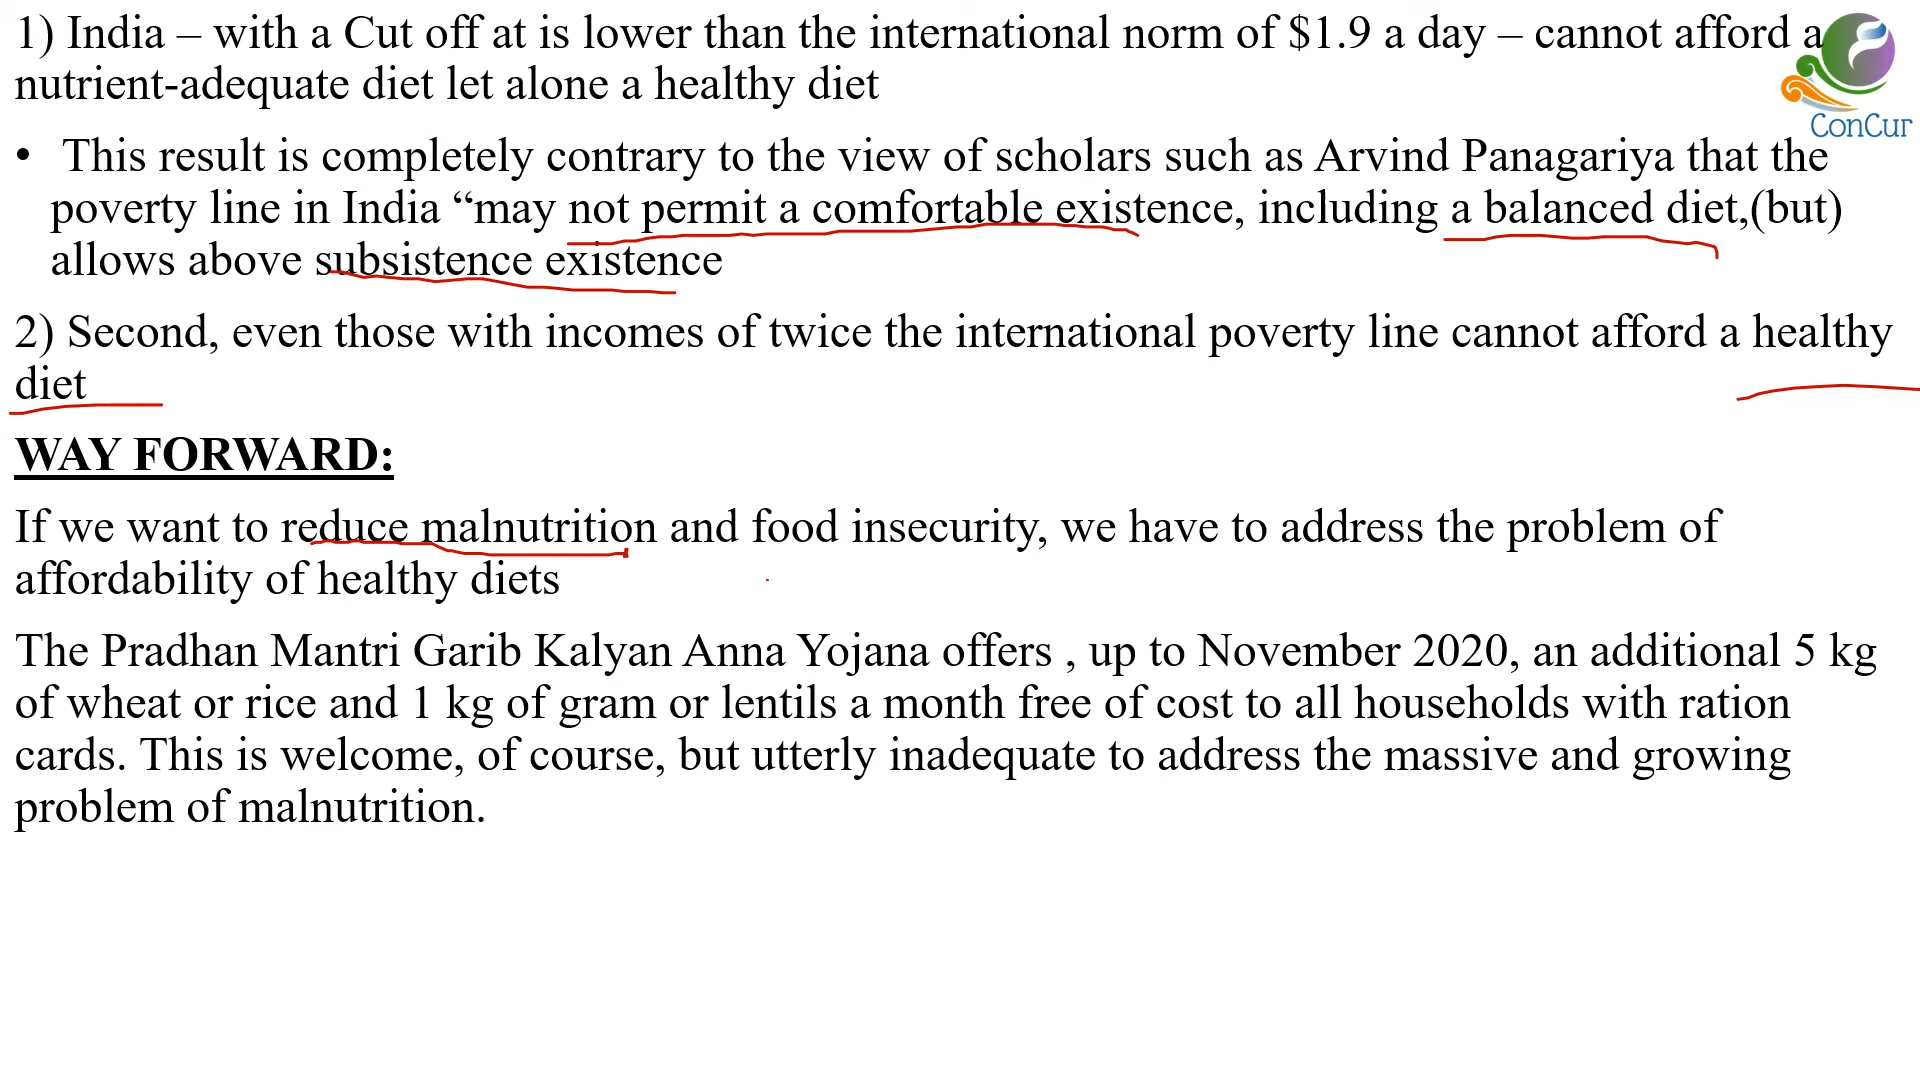 1) India – with a Cut off at is lower than the international norm of $1.9 a day – cannot afford a
nutrient-adequate diet let alone a healthy diet
ConCur
• This result is completely contrary to the view of scholars such as Arvind Panagariya that the
poverty line in India “may not permit a comfortable existence, including a balanced diet,(but)
allows above subsistence existence
2) Second, even those with incomes of twice the international poverty line cannot afford a healthy
diet
WAY FORWARD:
If we want to reduce malnutrition and food insecurity, we have to address the problem of
affordability of healthy diets
The Pradhan Mantri Garib Kalyan Anna Yojana offers , up to November 2020, an additional 5 kg
of wheat or rice and 1 kg of gram or lentils a month free of cost to all households with ration
cards. This is welcome, of course, but utterly inadequate to address the massive and growing
problem of malnutrition.